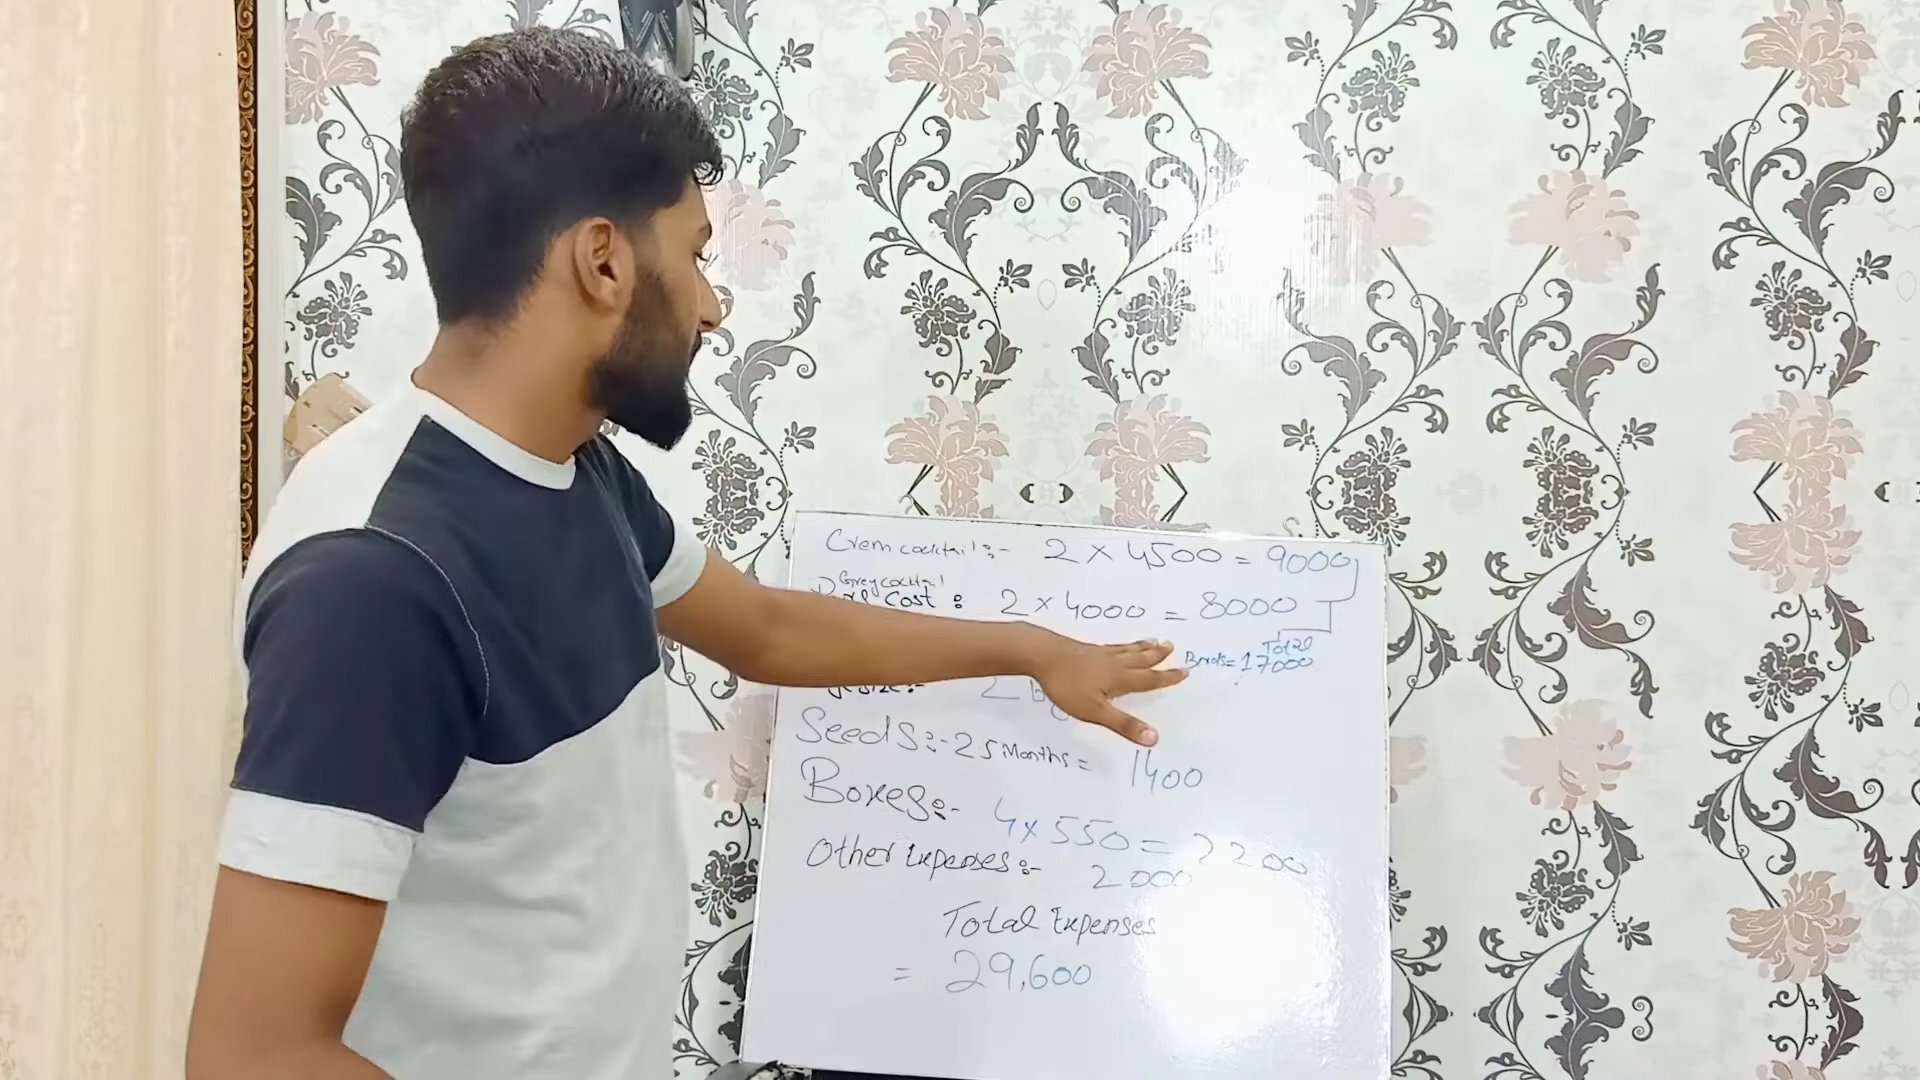 Crem cocktail:- 2 × 4500 = 9000
Grey cocktail
Cost : 2 × 4000 = 8000
Total
Birds = 17000
Seeds:- 25 Months = 1400
Boxes:- 4 × 550 = 2200
Other Expenses:- 2000
Total Expenses
= 29,600